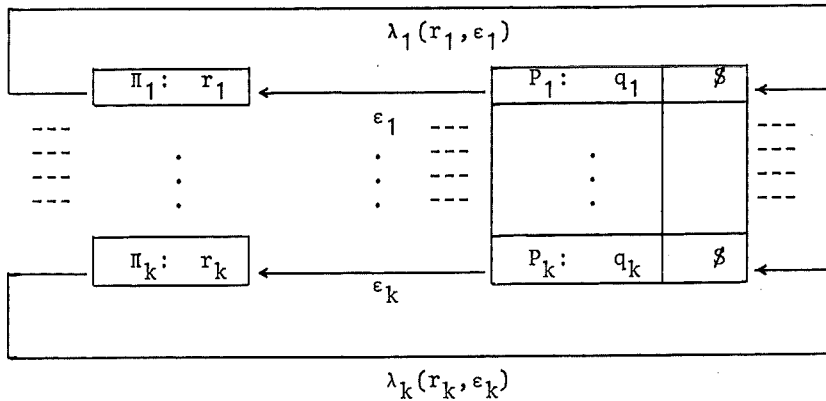 λ₁(r₁,ε₁)
Π₁: r₁ P₁: q₁ $
ε₁
Πₖ: rₖ Pₖ: qₖ $
εₖ
λₖ(rₖ,εₖ)